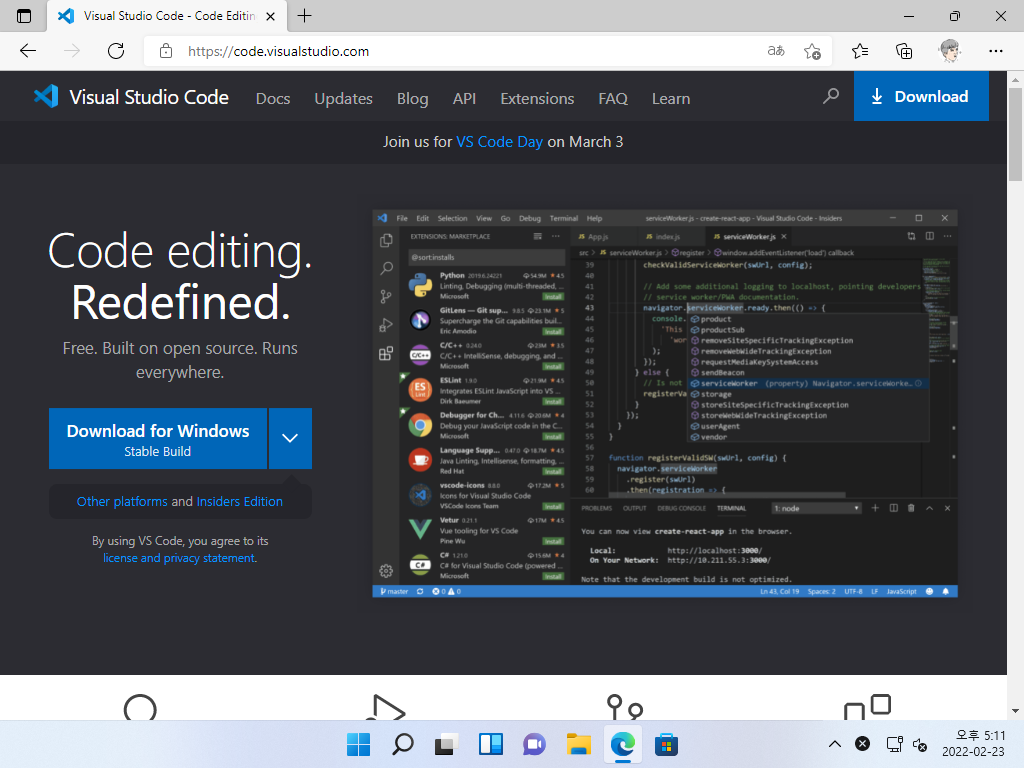 Visual Studio Code - Code Editin
https://code.visualstudio.com
Visual Studio Code
Docs
Updates
Blog
API
Extensions
FAQ
Learn
Download
Join us for VS Code Day on March 3
Code editing.
Redefined.
Free. Built on open source. Runs
everywhere.
Download for Windows
Stable Build
Other platforms and Insiders Edition
By using VS Code, you agree to its
license and privacy statement.
File Edit Selection View Go Debug Terminal Help
serviceWorker.js - create-react-app - Visual Studio Code - Insiders
EXTENSIONS: MARKETPLACE
@sort:installs
Python 2019.6.24221 54.9M 4.5
Linting, Debugging (multi-threaded, ...
Microsoft Install
GitLens — Git sup... 9.8.5 23.1M 5
Supercharge the Git capabilities buil...
Eric Amodio Install
C/C++ 0.24.0 23M 3.5
C/C++ IntelliSense, debugging, and ...
Microsoft Install
ESLint 1.9.0 21.9M 4.5
Integrates ESLint JavaScript into VS ...
Dirk Baeumer Install
Debugger for Ch... 4.11.6 20.6M 4
Debug your JavaScript code in the C...
Microsoft Install
Language Supp... 0.47.0 18.7M 4.5
Java Linting, Intellisense, formatting, ...
Red Hat Install
vscode-icons 8.8.0 17.2M 5
Icons for Visual Studio Code
VSCode Icons Team Install
Vetur 0.21.1 17M 4.5
Vue tooling for VS Code
Pine Wu Install
C# 1.21.0 15.6M 4
C# for Visual Studio Code (powered ...
Microsoft Install
App.js
index.js
serviceWorker.js
src > serviceWorker.js > register > window.addEventListener('load') callback
39 checkValidServiceWorker(swUrl, config);
40
41 // Add some additional logging to localhost, pointing developers
42 // service worker/PWA documentation.
43 navigator.serviceWorker.ready.then(() => {
44 console.
45 'This
46 'wor
47 );
48 });
49 } else {
50 // Is not
51 registerVa
52 }
53 });
54 }
55 }
56
57 function registerValidSW(swUrl, config) {
58 navigator.serviceWorker
59 .register(swUrl)
60 .then(registration => {
product
productSub
removeSiteSpecificTrackingException
removeWebWideTrackingException
requestMediaKeySystemAccess
sendBeacon
serviceWorker (property) Navigator.serviceWorke...
storage
storeSiteSpecificTrackingException
storeWebWideTrackingException
userAgent
vendor
PROBLEMS OUTPUT DEBUG CONSOLE TERMINAL 1: node
You can now view create-react-app in the browser.
Local: http://localhost:3000/
On Your Network: http://10.211.55.3:3000/
Note that the development build is not optimized.
master 0 0
Ln 43, Col 19 Spaces: 2 UTF-8 LF JavaScript
오후 5:11
2022-02-23